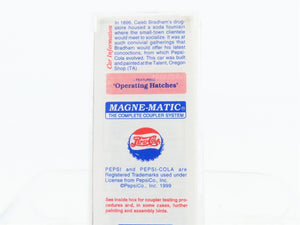 In 1896, Caleb Bradham's drug-
store housed a soda fountain
where the small-town clientele
would meet to socialize. It was at
such convivial gatherings that
Bradham would offer his latest
concoctions, from which Pepsi-
Cola evolved. This car was built
and painted at the Talent, Oregon
Shop (TA)
Car Information
- FEATURING -
"Operating Hatches"
MAGNE-MATIC®
THE COMPLETE COUPLER SYSTEM
Pepsi-Cola
PEPSI and PEPSI-COLA are
Registered Trademarks used under
License from PepsiCo., Inc.
©PepsiCo., Inc. 1999
See inside box for coupler testing proce-
dures and, in some cases, further
painting and assembly hints.